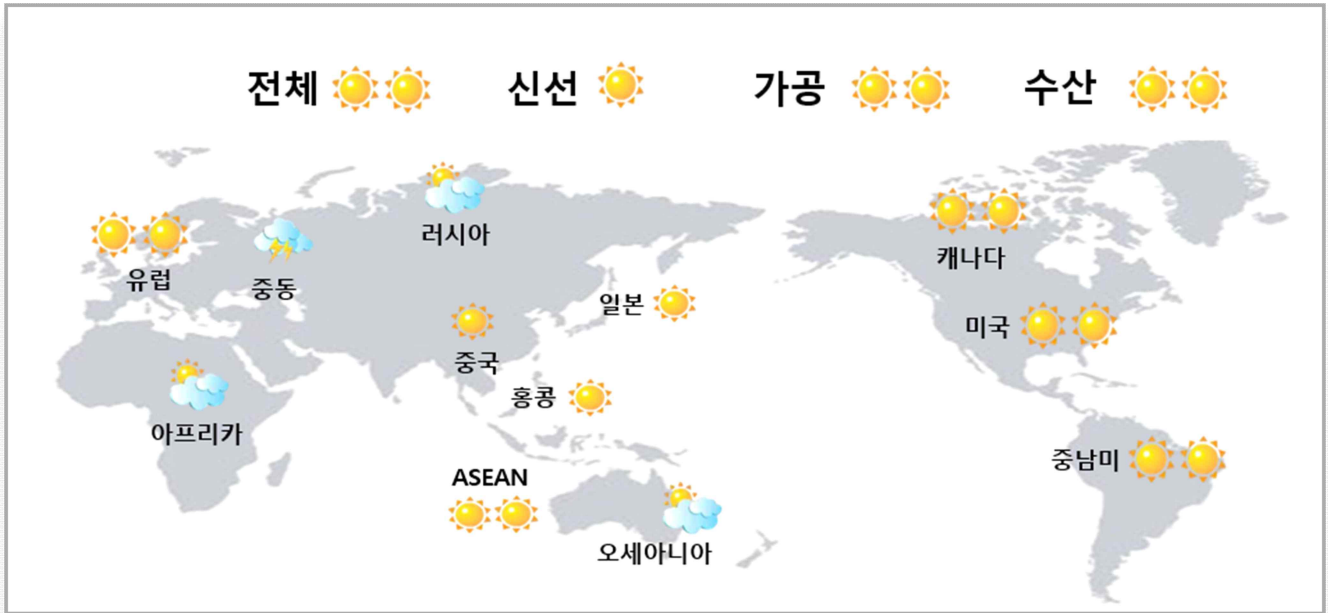 전체 신선 가공 수산
러시아
유럽
중동
캐나다
일본
미국
중국
홍콩
아프리카
중남미
ASEAN
오세아니아